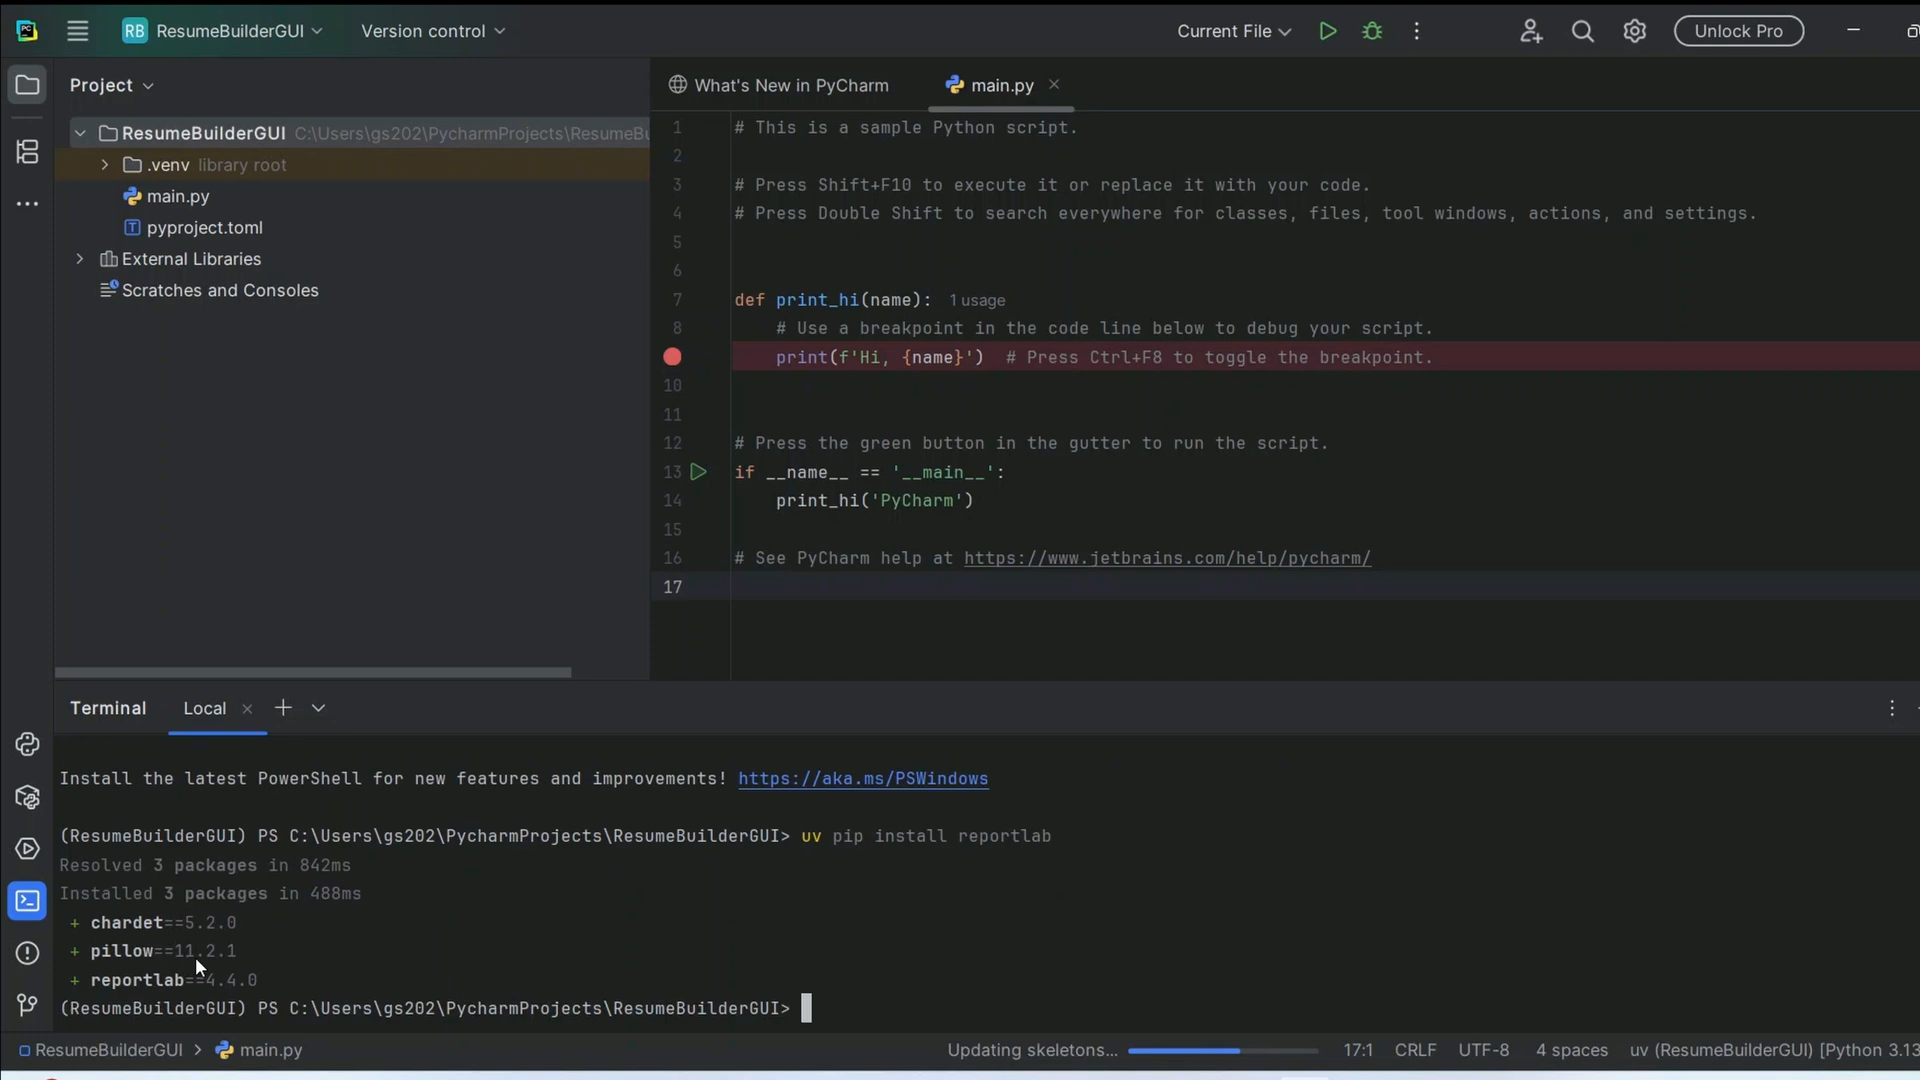 RB ResumeBuilderGUI Version control Current File Unlock Pro
Project
What's New in PyCharm main.py
ResumeBuilderGUI C:\Users\gs202\PycharmProjects\ResumeBu
.venv library root
main.py
pyproject.toml
External Libraries
Scratches and Consoles
1 # This is a sample Python script.
2
3 # Press Shift+F10 to execute it or replace it with your code.
4 # Press Double Shift to search everywhere for classes, files, tool windows, actions, and settings.
5
6
7 def print_hi(name): 1 usage
8 # Use a breakpoint in the code line below to debug your script.
print(f'Hi, {name}') # Press Ctrl+F8 to toggle the breakpoint.
10
11
12 # Press the green button in the gutter to run the script.
13 if __name__ == '__main__':
14 print_hi('PyCharm')
15
16 # See PyCharm help at https://www.jetbrains.com/help/pycharm/
17
Terminal Local
Install the latest PowerShell for new features and improvements! https://aka.ms/PSWindows
(ResumeBuilderGUI) PS C:\Users\gs202\PycharmProjects\ResumeBuilderGUI> uv pip install reportlab
Resolved 3 packages in 842ms
Installed 3 packages in 488ms
+ chardet==5.2.0
+ pillow==11.2.1
+ reportlab==4.4.0
(ResumeBuilderGUI) PS C:\Users\gs202\PycharmProjects\ResumeBuilderGUI>
ResumeBuilderGUI > main.py Updating skeletons... 17:1 CRLF UTF-8 4 spaces uv (ResumeBuilderGUI) [Python 3.13